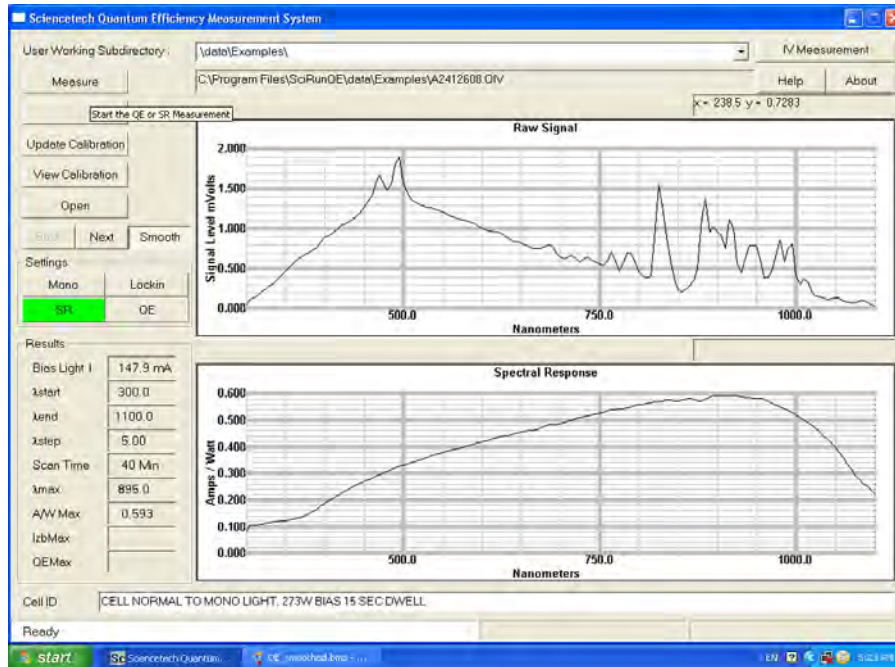 Sciencetech Quantum Efficiency Measurement System
User Working Subdirectory : \data\Examples\ IV Measurement
Measure C:\Program Files\SciRunQE\data\Examples\A2412608.QIV Help About
Start the QE or SR Measurement x = 238.5 y = 0.7283
Raw Signal
Update Calibration
View Calibration
Open
Next Smooth
Settings
Mono Lockin
SR QE
Signal Level mVolts
2.000
1.500
1.000
0.500
0.000
500.0 750.0 1000.0
Nanometers
Results
Bias Light I 147.9 mA
λstart 300.0
λend 1100.0
λstep 5.00
Scan Time 40 Min
λmax 895.0
A/W Max 0.593
IzbMax
QEMax
Spectral Response
Amps / Watt
0.600
0.500
0.400
0.300
0.200
0.100
0.000
500.0 750.0 1000.0
Nanometers
Cell ID CELL NORMAL TO MONO LIGHT, 273W BIAS 15 SEC DWELL
Ready
start Sc Sciencetech Quantum... QE_smoothed.bmp - ... EN